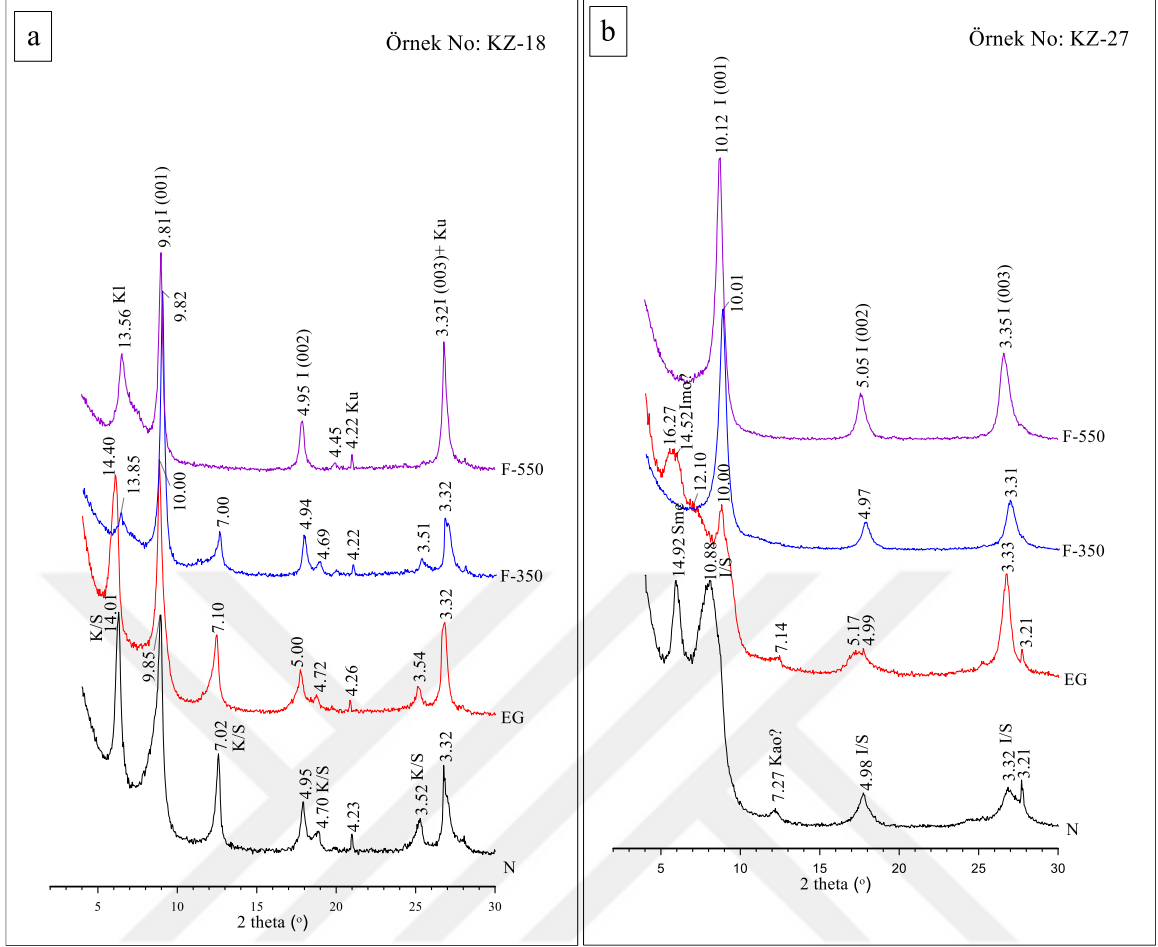 a
Örnek No: KZ-18
9.81 I (001)
9.82
13.56 Kl
4.95 I (002)
4.45
4.22 Ku
3.32 I (003)+ Ku
F-550
14.40
13.85
10.00
7.00
4.94
4.69
4.22
3.51
3.32
F-350
K/S
14.01
9.85
7.10
5.00
4.72
4.26
3.54
3.32
EG
7.02
K/S
4.95
4.70 K/S
4.23
3.52 K/S
3.32
N
5
10
15
20
25
30
2 theta (o)
b
Örnek No: KZ-27
10.12 I (001)
10.01
5.05 I (002)
3.35 I (003)
F-550
16.27
14.52 Imo?
12.10
10.00
4.97
3.31
F-350
14.92 Sme
10.88
I/S
7.14
5.17
4.99
3.33
3.21
EG
7.27 Kao?
4.98 I/S
3.32 I/S
3.21
N
5
10
15
20
25
30
2 theta (o)